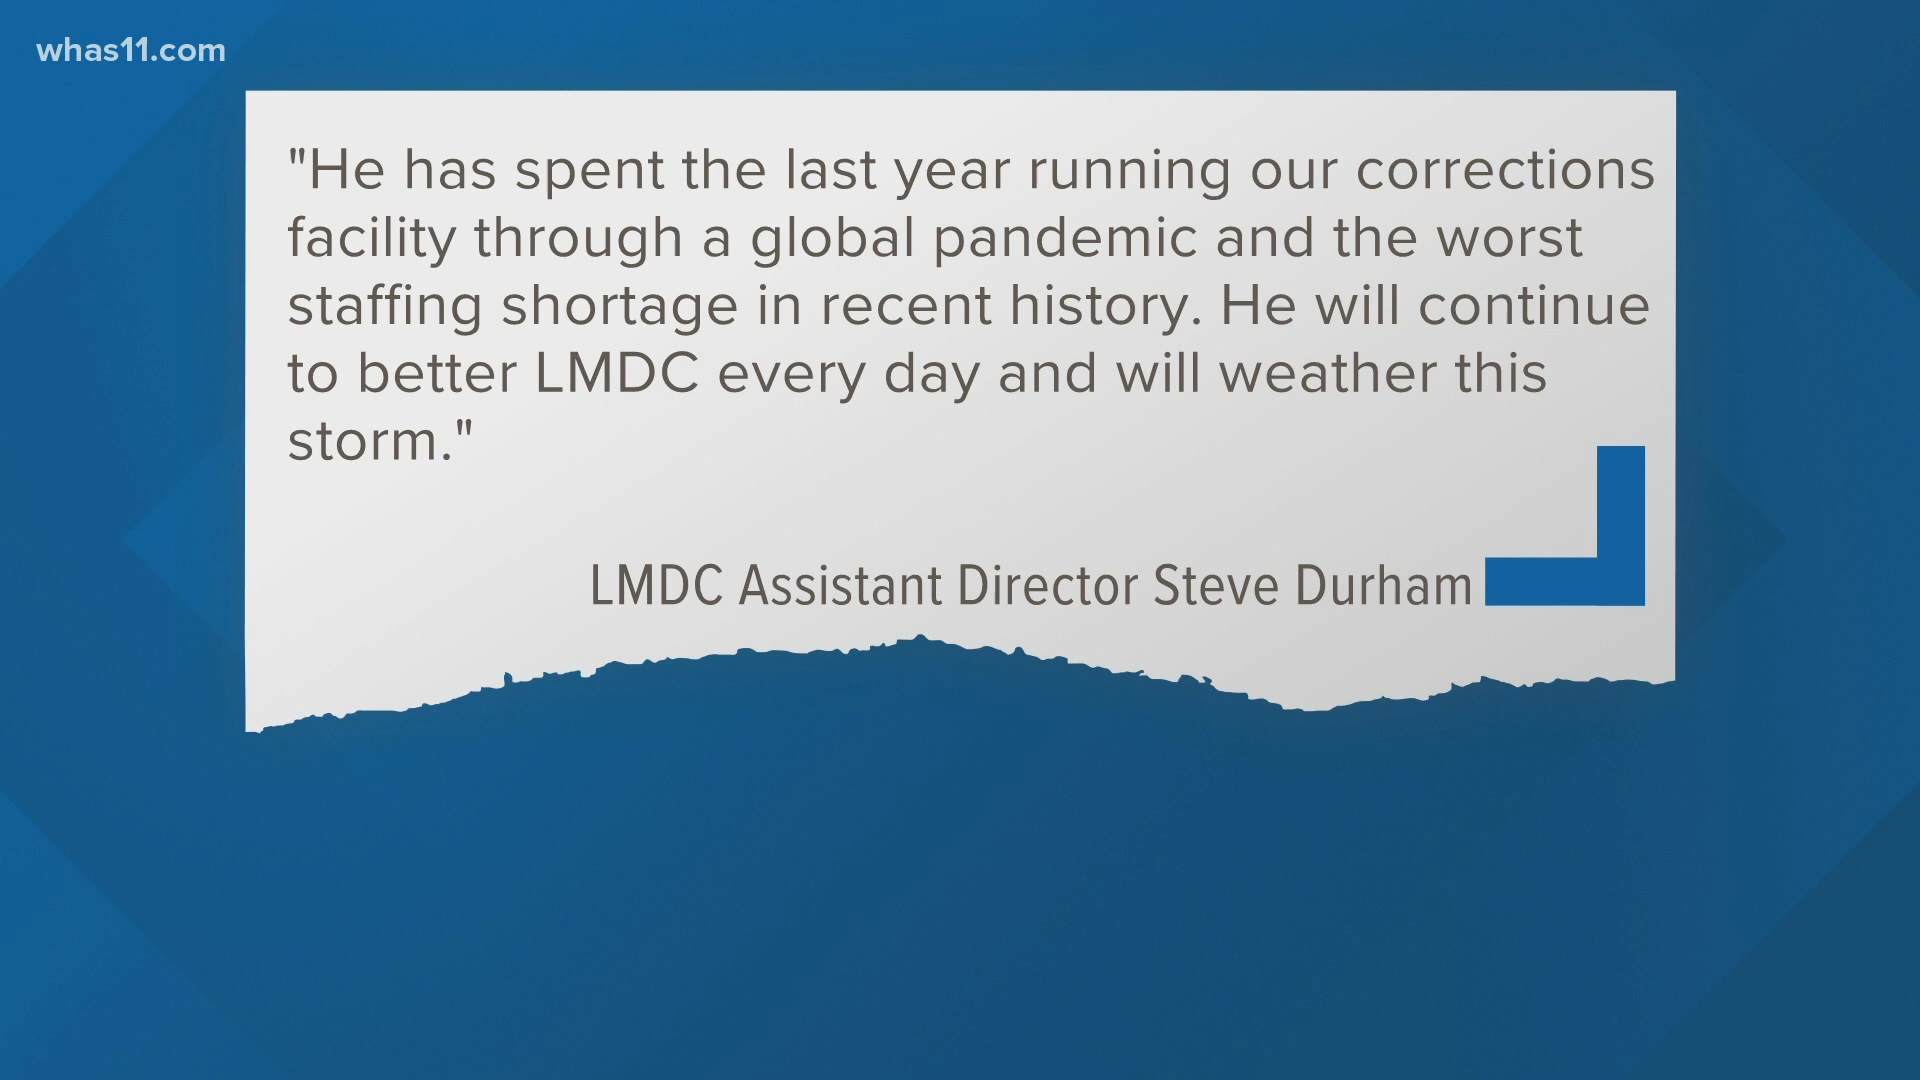 whas11.com
"He has spent the last year running our corrections
facility through a global pandemic and the worst
staffing shortage in recent history. He will continue
to better LMDC every day and will weather this
storm."
LMDC Assistant Director Steve Durham